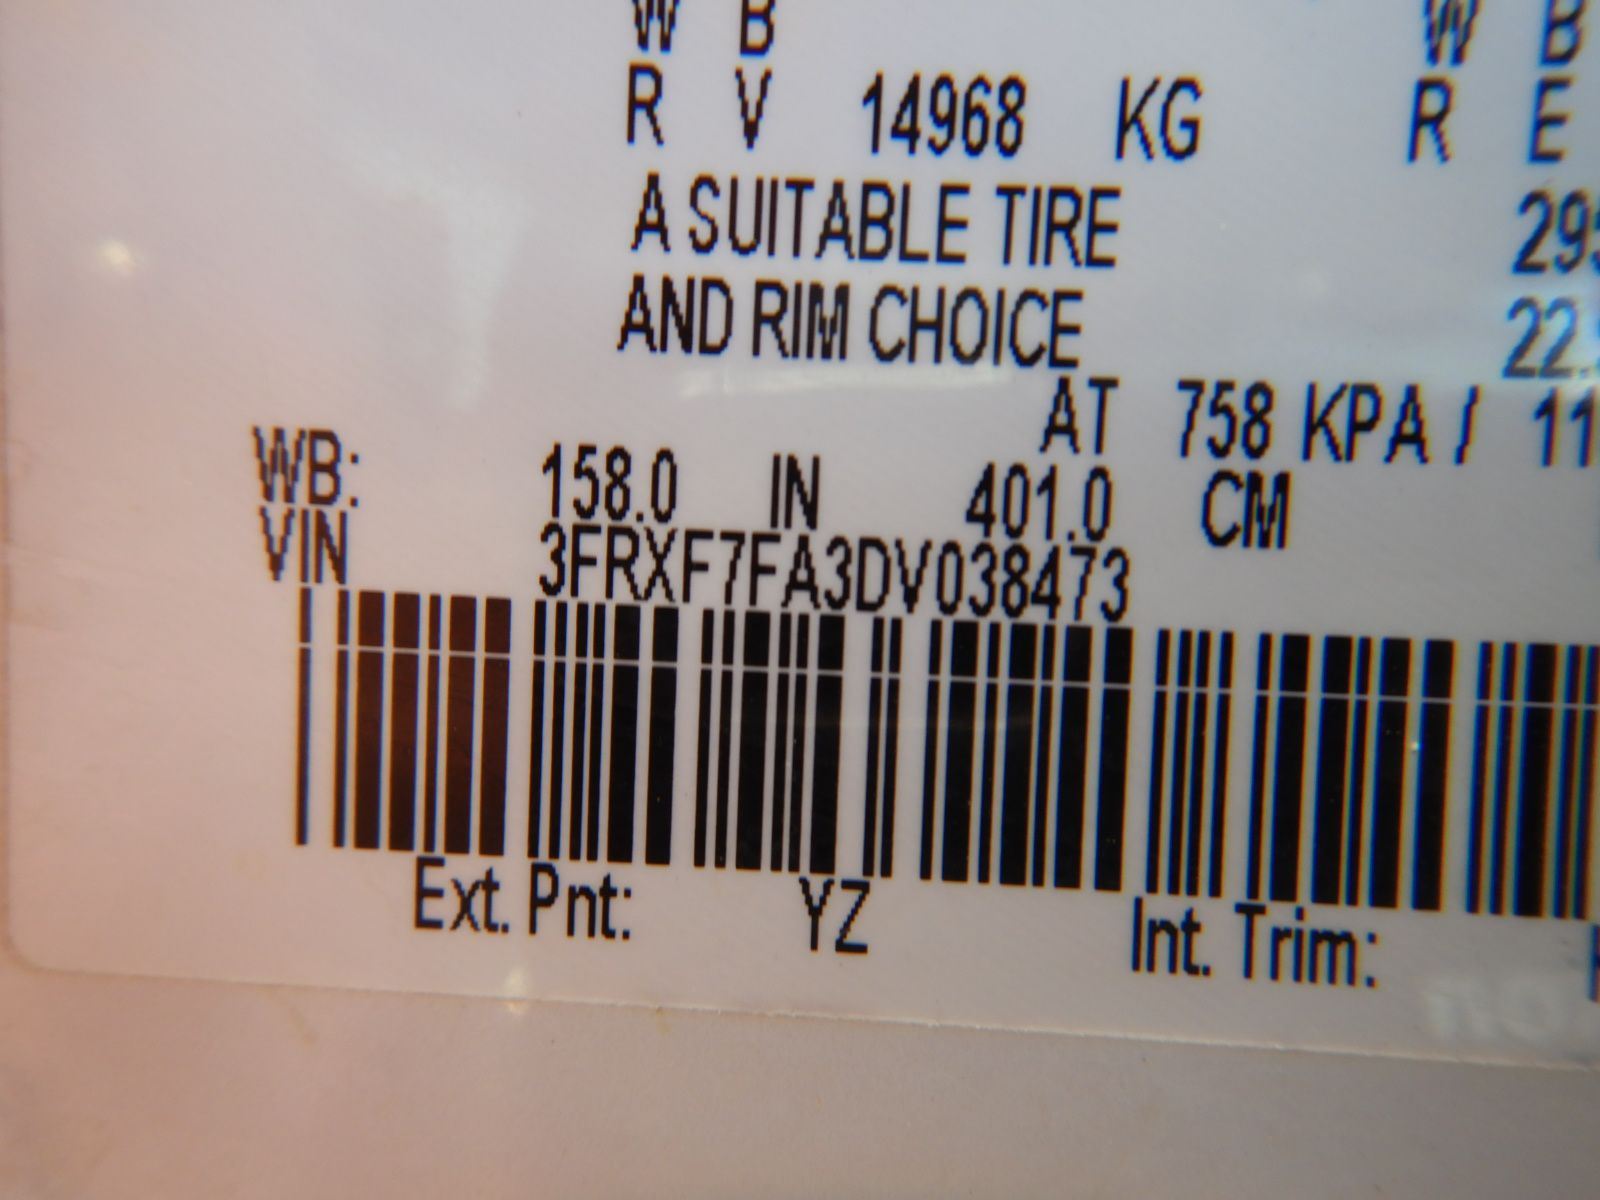 W B W B
R V 14968 KG R E
A SUITABLE TIRE
AND RIM CHOICE
AT 758 KPA / 11
WB: 158.0 IN 401.0 CM
VIN 3FRXF7FA3DV038473
Ext. Pnt: YZ Int. Trim: